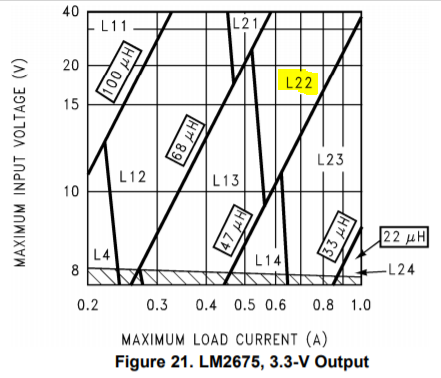 40
L11
L21
20
L22
100 μH
15
68 μH
L23
10
L12
L13
47 μH
33 μH
22 μH
L4
L14
L24
8
0.2 0.3 0.4 0.5 0.6 0.8 1.0
MAXIMUM INPUT VOLTAGE (V)
MAXIMUM LOAD CURRENT (A)
Figure 21. LM2675, 3.3-V Output